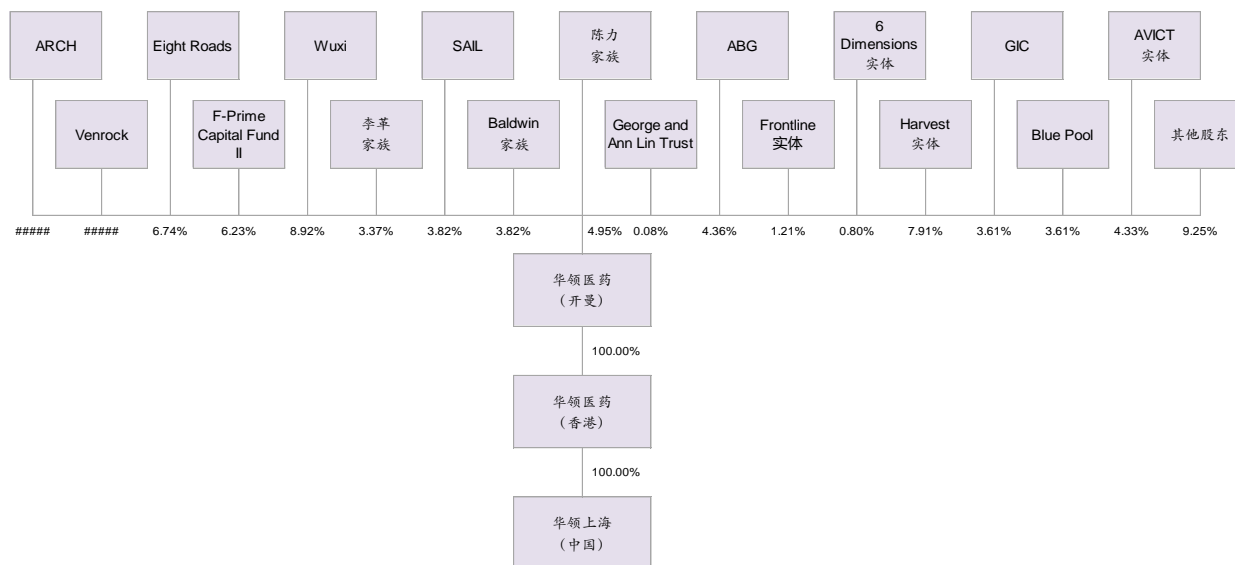 ARCH
Eight Roads
Wuxi
SAIL
陈力
家族
ABG
6
Dimensions
实体
GIC
AVICT
实体
Venrock
F-Prime
Capital Fund
II
李革
家族
Baldwin
家族
George and
Ann Lin Trust
Frontline
实体
Harvest
实体
Blue Pool
其他股东
##### ##### 6.74% 6.23% 8.92% 3.37% 3.82% 3.82% 4.95% 0.08% 4.36% 1.21% 0.80% 7.91% 3.61% 3.61% 4.33% 9.25%
华领医药
（开曼）
100.00%
华领医药
（香港）
100.00%
华领上海
（中国）